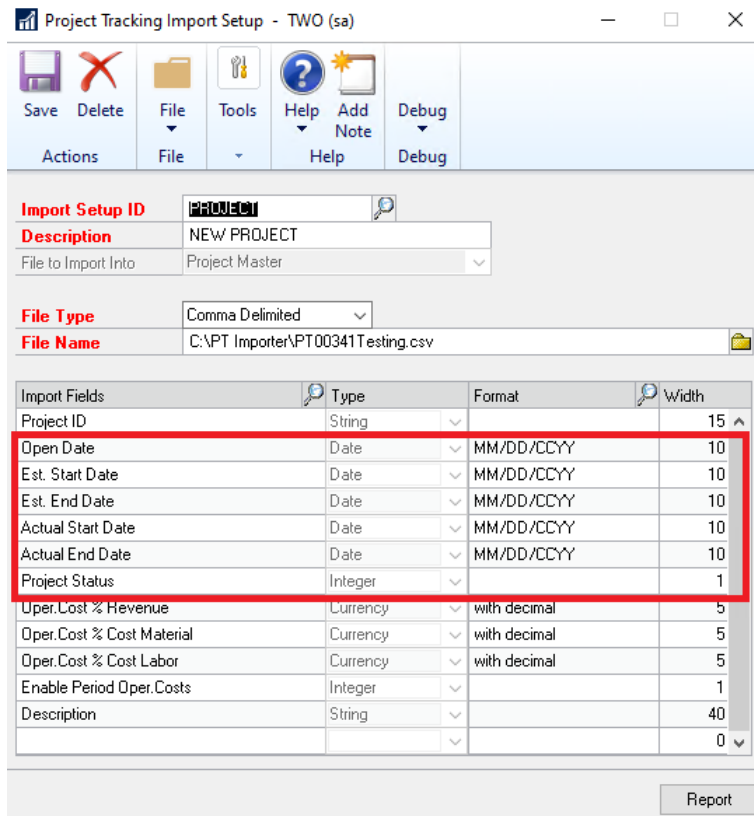 Project Tracking Import Setup  -  TWO (sa)
Save Delete File Tools Help Add Note Debug
Actions File Help Debug
Import Setup ID PROJECT
Description NEW PROJECT
File to Import Into Project Master
File Type Comma Delimited
File Name C:\PT Importer\PT00341Testing.csv
Import Fields Type Format Width
Project ID String 15
Open Date Date MM/DD/CCYY 10
Est. Start Date Date MM/DD/CCYY 10
Est. End Date Date MM/DD/CCYY 10
Actual Start Date Date MM/DD/CCYY 10
Actual End Date Date MM/DD/CCYY 10
Project Status Integer 1
Oper.Cost % Revenue Currency with decimal 5
Oper.Cost % Cost Material Currency with decimal 5
Oper.Cost % Cost Labor Currency with decimal 5
Enable Period Oper.Costs Integer 1
Description String 40
0
Report